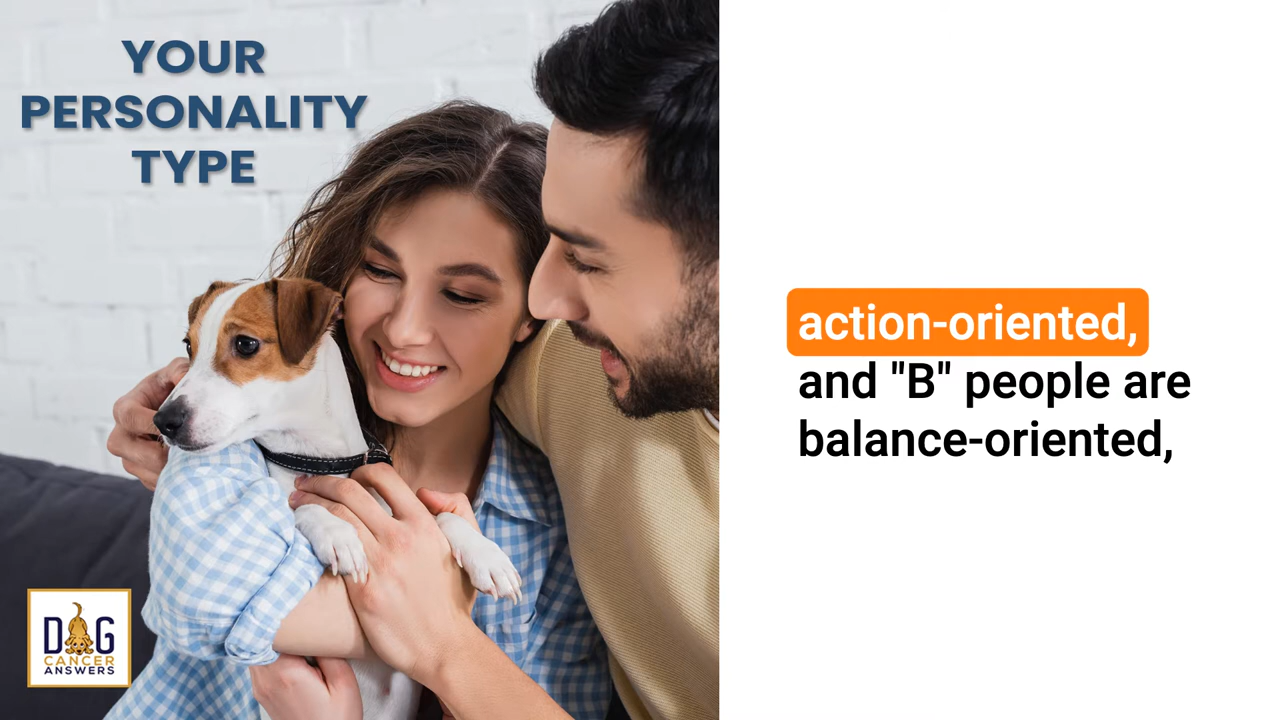 YOUR
PERSONALITY
TYPE
action-oriented,
and "B" people are
balance-oriented,
DOG
CANCER
ANSWERS